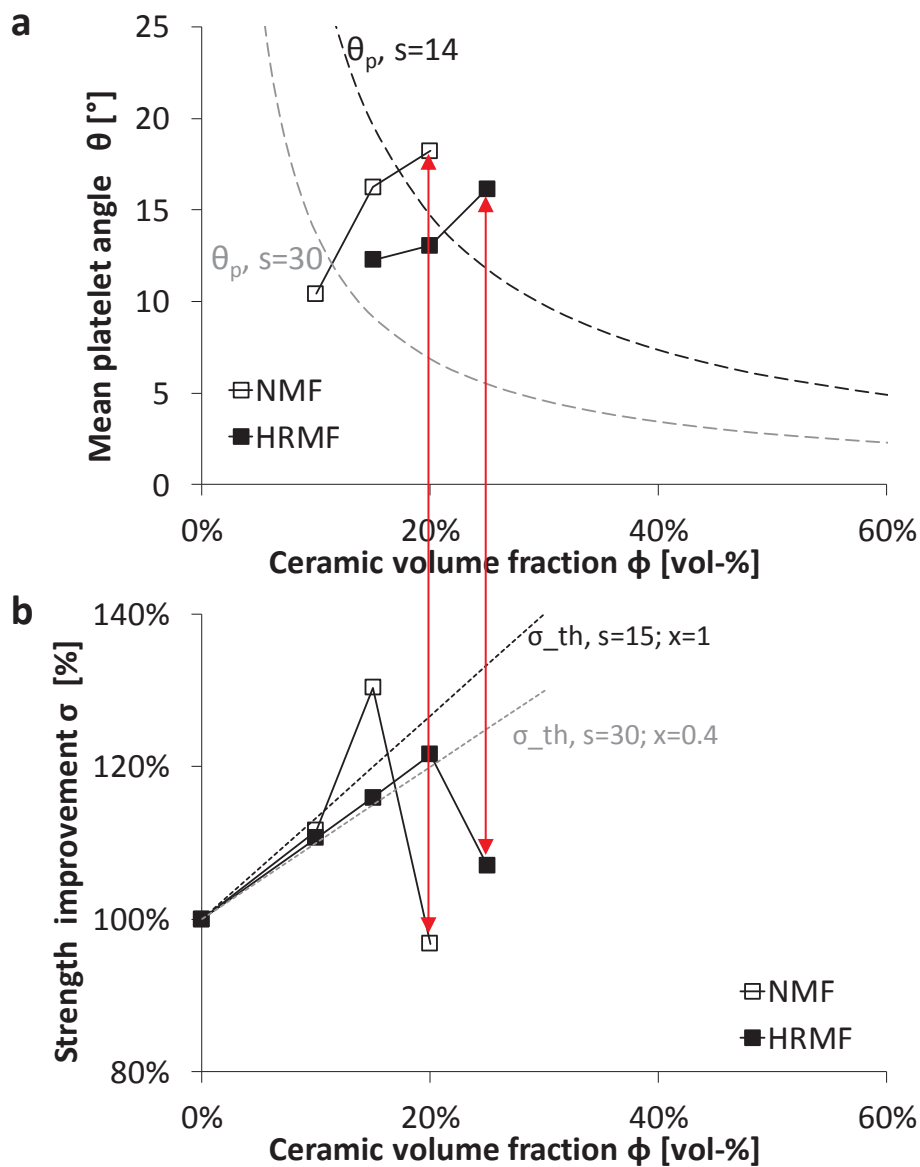 a
Mean platelet angle θ [°]
25
20
15
10
5
0
θp, s=14
θp, s=30
NMF
HRMF
0%
20%
40%
60%
Ceramic volume fraction ϕ [vol-%]
b
Strength improvement σ [%]
140%
120%
100%
80%
σ_th, s=15; x=1
σ_th, s=30; x=0.4
NMF
HRMF
0%
20%
40%
60%
Ceramic volume fraction ϕ [vol-%]